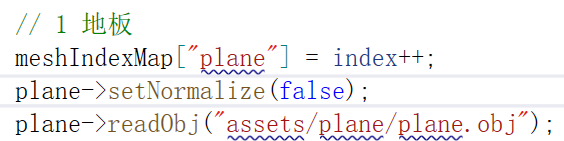 // 1 地板
meshIndexMap["plane"] = index++;
plane->setNormalize(false);
plane->readObj("assets/plane/plane.obj");